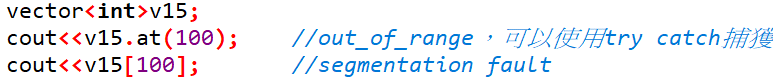 vector<int>v15;
cout<<v15.at(100);    //out_of_range，可以使用try catch捕獲
cout<<v15[100];       //segmentation fault